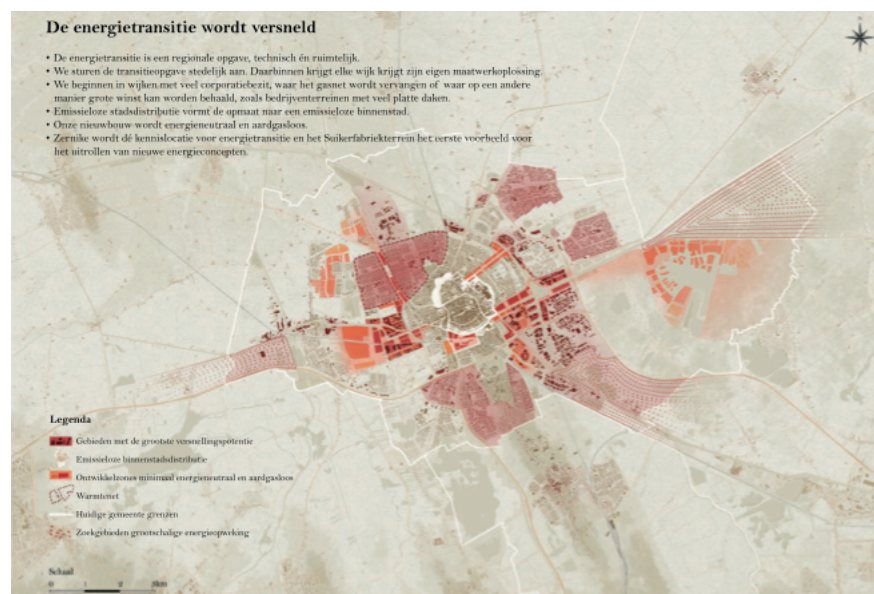 De energietransitie wordt versneld
• De energietransitie is een regionale opgave, technisch én ruimtelijk.
• We sturen de transitieopgave stedelijk aan. Daarbinnen krijgt elke wijk krijgt zijn eigen maatwerkoplossing.
• We beginnen in wijken met veel corporatiebezit, waar het gasnet wordt vervangen of waar op een andere
manier grote winst kan worden behaald, zoals bedrijventerreinen met veel platte daken.
• Emissieloze stadsdistributie vormt de opmaat naar een emissieloze binnenstad.
• Onze nieuwbouw wordt energieneutraal en aardgasloos.
• Zernike wordt dé kennislocatie voor energietransitie en het Suikerfabriekterrein het eerste voorbeeld voor
het uitrollen van nieuwe energieconcepten.
Legenda
Gebieden met de grootste versnellingspotentie
Emissieloze binnenstadsdistributie
Ontwikkelzones minimaal energieneutraal en aardgasloos
Warmtenet
Huidige gemeente grenzen
Zoekgebieden grootschalige energieopwekking
Schaal
0 1 2 3km